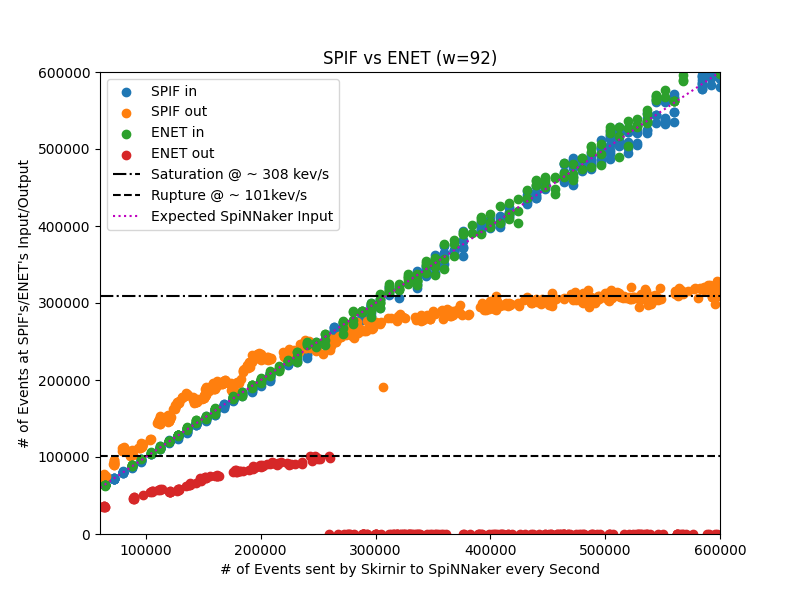 SPIF vs ENET (w=92)
# of Events at SPIF's/ENET's Input/Output
600000
500000
400000
300000
200000
100000
0
SPIF in
SPIF out
ENET in
ENET out
Saturation @ ~ 308 kev/s
Rupture @ ~ 101kev/s
Expected SpiNNaker Input
100000 200000 300000 400000 500000 600000
# of Events sent by Skirnir to SpiNNaker every Second